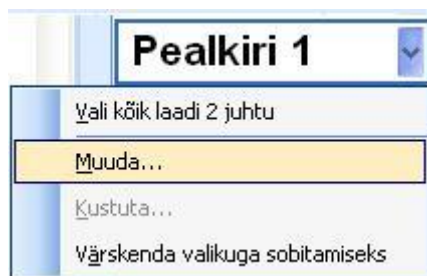 Pealkiri 1
Vali kõik laadi 2 juhtu
Muuda...
Kustuta...
Värskenda valikuga sobitamiseks